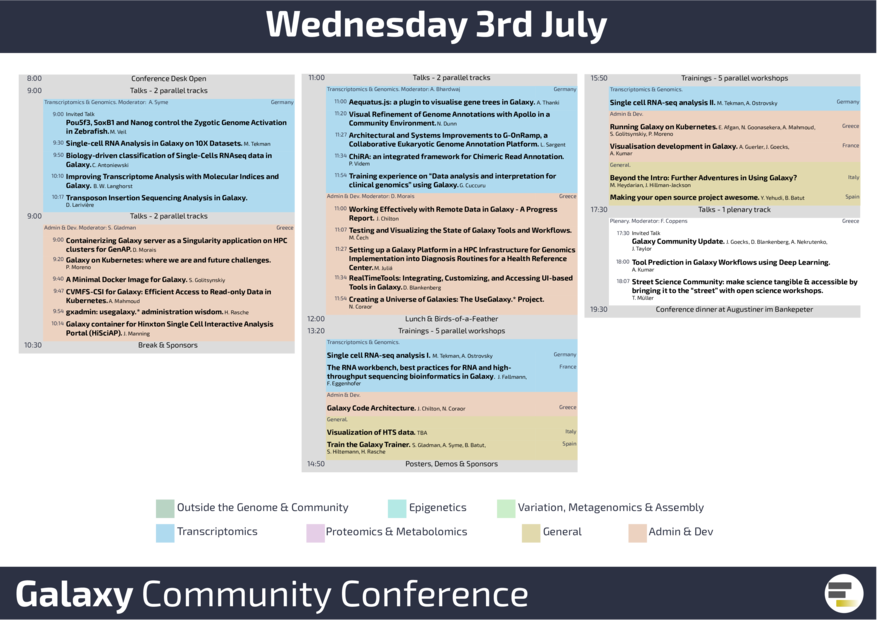 Wednesday 3rd July
8:00 Conference Desk Open
9:00 Talks - 2 parallel tracks
Transcriptomics & Genomics. Moderator: A. Syme Germany
9:00 Invited Talk
Pou5f3, SoxB1 and Nanog control the Zygotic Genome Activation
in Zebrafish. M. Veil
9:30 Single-cell RNA Analysis in Galaxy on 10X Datasets. M. Tekman
9:50 Biology-driven classification of Single-Cells RNAseq data in
Galaxy. C. Antoniewski
10:10 Improving Transcriptome Analysis with Molecular Indices and
Galaxy. B. W. Langhorst
10:17 Transposon Insertion Sequencing Analysis in Galaxy.
D. Larivière
9:00 Talks - 2 parallel tracks
Admin & Dev. Moderator: S. Gladman Greece
9:00 Containerizing Galaxy server as a Singularity application on HPC
clusters for GenAP. D. Morais
9:20 Galaxy on Kubernetes: where we are and future challenges.
P. Moreno
9:40 A Minimal Docker Image for Galaxy. S. Golitsynskiy
9:47 CVMFS-CSI for Galaxy: Efficient Access to Read-only Data in
Kubernetes. A. Mahmoud
9:54 gxadmin: usegalaxy.* administration wisdom. H. Rasche
10:14 Galaxy container for Hinxton Single Cell Interactive Analysis
Portal (HiSCiAP). J. Manning
10:30 Break & Sponsors
11:00 Talks - 2 parallel tracks
Transcriptomics & Genomics. Moderator: A. Bherdwaj Germany
11:00 Aequatus.js: a plugin to visualise gene trees in Galaxy. A. Thanki
11:20 Visual Refinement of Genome Annotations with Apollo in a
Community Environment. N. Dunn
11:27 Architectural and Systems Improvements to G-OnRamp, a
Collaborative Eukaryotic Genome Annotation Platform. L. Sargent
11:34 ChiRA: an integrated framework for Chimeric Read Annotation.
P. Videm
11:54 Training experience on "Data analysis and interpretation for
clinical genomics" using Galaxy. G. Cuccuru
Admin & Dev. Moderator: D. Morais Greece
11:00 Working Effectively with Remote Data in Galaxy - A Progress
Report. J. Chilton
11:07 Testing and Visualizing the State of Galaxy Tools and Workflows.
M. Čech
11:27 Setting up a Galaxy Platform in a HPC Infrastructure for Genomics
Implementation into Diagnosis Routines for a Health Reference
Center. M. Juliá
11:34 RealTimeTools: Integrating, Customizing, and Accessing UI-based
Tools in Galaxy. D. Blankenberg
11:54 Creating a Universe of Galaxies: The UseGalaxy.* Project.
N. Coraor
12:00 Lunch & Birds-of-a-Feather
13:20 Trainings - 5 parallel workshops
Transcriptomics & Genomics.
Single cell RNA-seq analysis I. M. Tekman, A. Ostrovsky Germany
The RNA workbench, best practices for RNA and high- France
throughput sequencing bioinformatics in Galaxy. J. Fallmann,
F. Eggenhofer
Admin & Dev.
Galaxy Code Architecture. J. Chilton, N. Coraor Greece
General.
Visualization of HTS data. TBA Italy
Train the Galaxy Trainer. S. Gladman, A. Syme, B. Batut, Spain
S. Hiltemann, H. Rasche
14:50 Posters, Demos & Sponsors
15:50 Trainings - 5 parallel workshops
Transcriptomics & Genomics.
Single cell RNA-seq analysis II. M. Tekman, A. Ostrovsky Germany
Admin & Dev.
Running Galaxy on Kubernetes. E. Afgan, N. Goonasekera, A. Mahmoud, Greece
S. Golitsynskiy, P. Moreno
Visualisation development in Galaxy. A. Guerler, J. Goecks, France
A. Kumar
General.
Beyond the Intro: Further Adventures in Using Galaxy? Italy
M. Heydarian, J. Hillman-Jackson
Making your open source project awesome. Y. Yehudi, B. Batut Spain
17:30 Talks - 1 plenary track
Plenary. Moderator: F. Coppens Greece
17:30 Invited Talk
Galaxy Community Update. J. Goecks, D. Blankenberg, A. Nekrutenko,
J. Taylor
18:00 Tool Prediction in Galaxy Workflows using Deep Learning.
A. Kumar
18:07 Street Science Community: make science tangible & accessible by
bringing it to the "street" with open science workshops.
T. Müller
19:30 Conference dinner at Augustiner im Bankepeter
Outside the Genome & Community Epigenetics Variation, Metagenomics & Assembly
Transcriptomics Proteomics & Metabolomics General Admin & Dev
Galaxy Community Conference